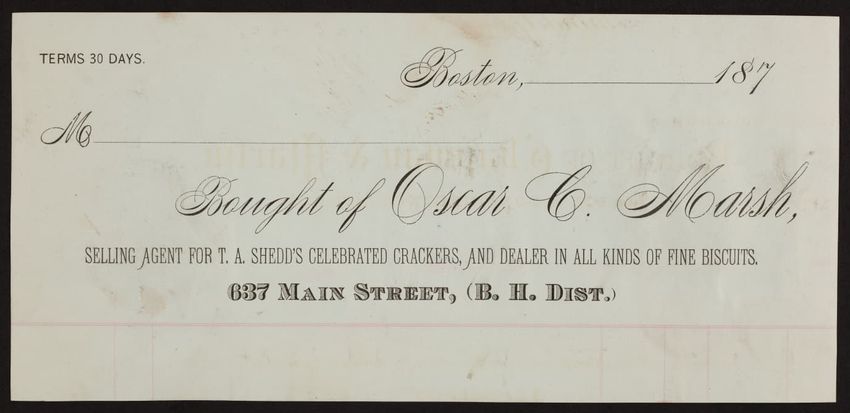 TERMS 30 DAYS.
Boston, 187
M
Bought of Oscar C. Marsh,
SELLING AGENT FOR T. A. SHEDD'S CELEBRATED CRACKERS, AND DEALER IN ALL KINDS OF FINE BISCUITS.
637 MAIN STREET, (B. H. DIST.)